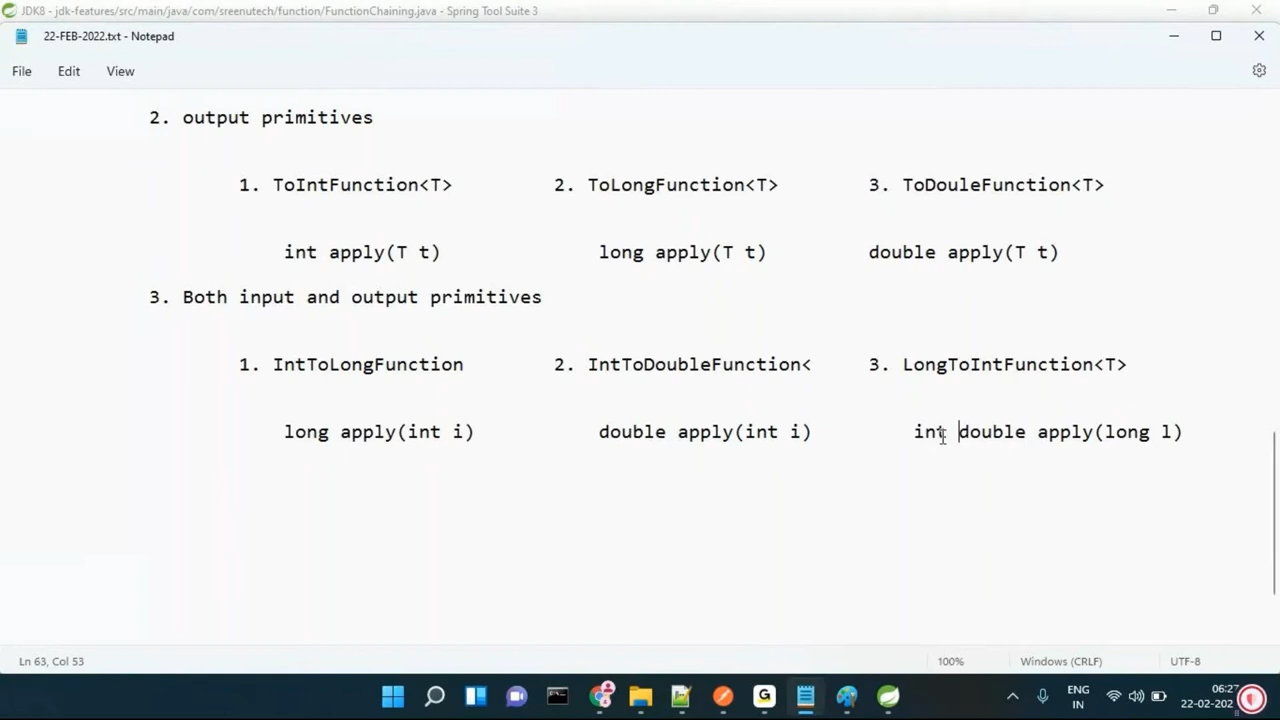 JDK8 - jdk-features/src/main/java/com/sreenutech/function/FunctionChaining.java - Spring Tool Suite 3
22-FEB-2022.txt - Notepad
File Edit View
2. output primitives
1. ToIntFunction<T> 2. ToLongFunction<T> 3. ToDouleFunction<T>
int apply(T t) long apply(T t) double apply(T t)
3. Both input and output primitives
1. IntToLongFunction 2. IntToDoubleFunction< 3. LongToIntFunction<T>
long apply(int i) double apply(int i) int double apply(long l)
Ln 63, Col 53 100% Windows (CRLF) UTF-8
ENG 06:27
IN 22-02-202